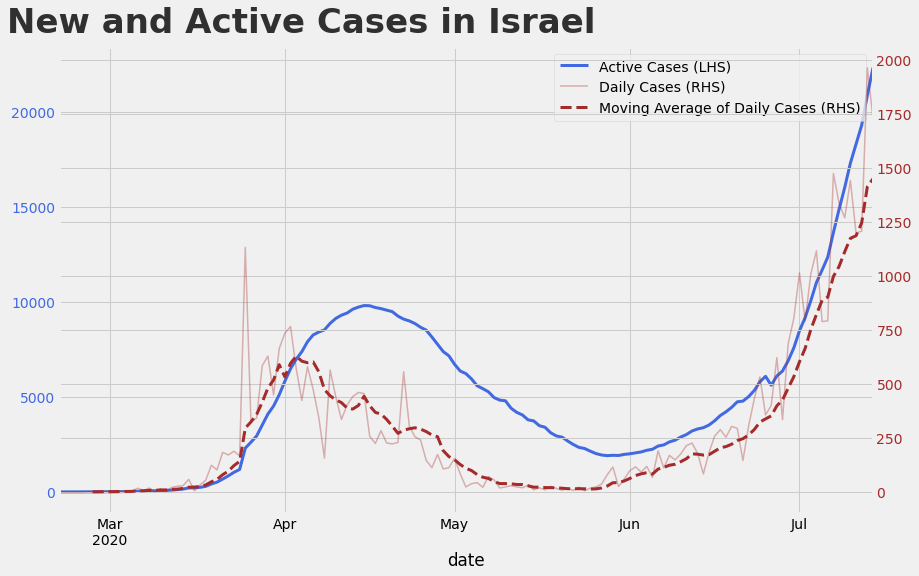 New and Active Cases in Israel
Active Cases (LHS)
Daily Cases (RHS)
Moving Average of Daily Cases (RHS)
20000
15000
10000
5000
0
2000
1750
1500
1250
1000
750
500
250
0
Mar
2020
Apr
May
Jun
Jul
date